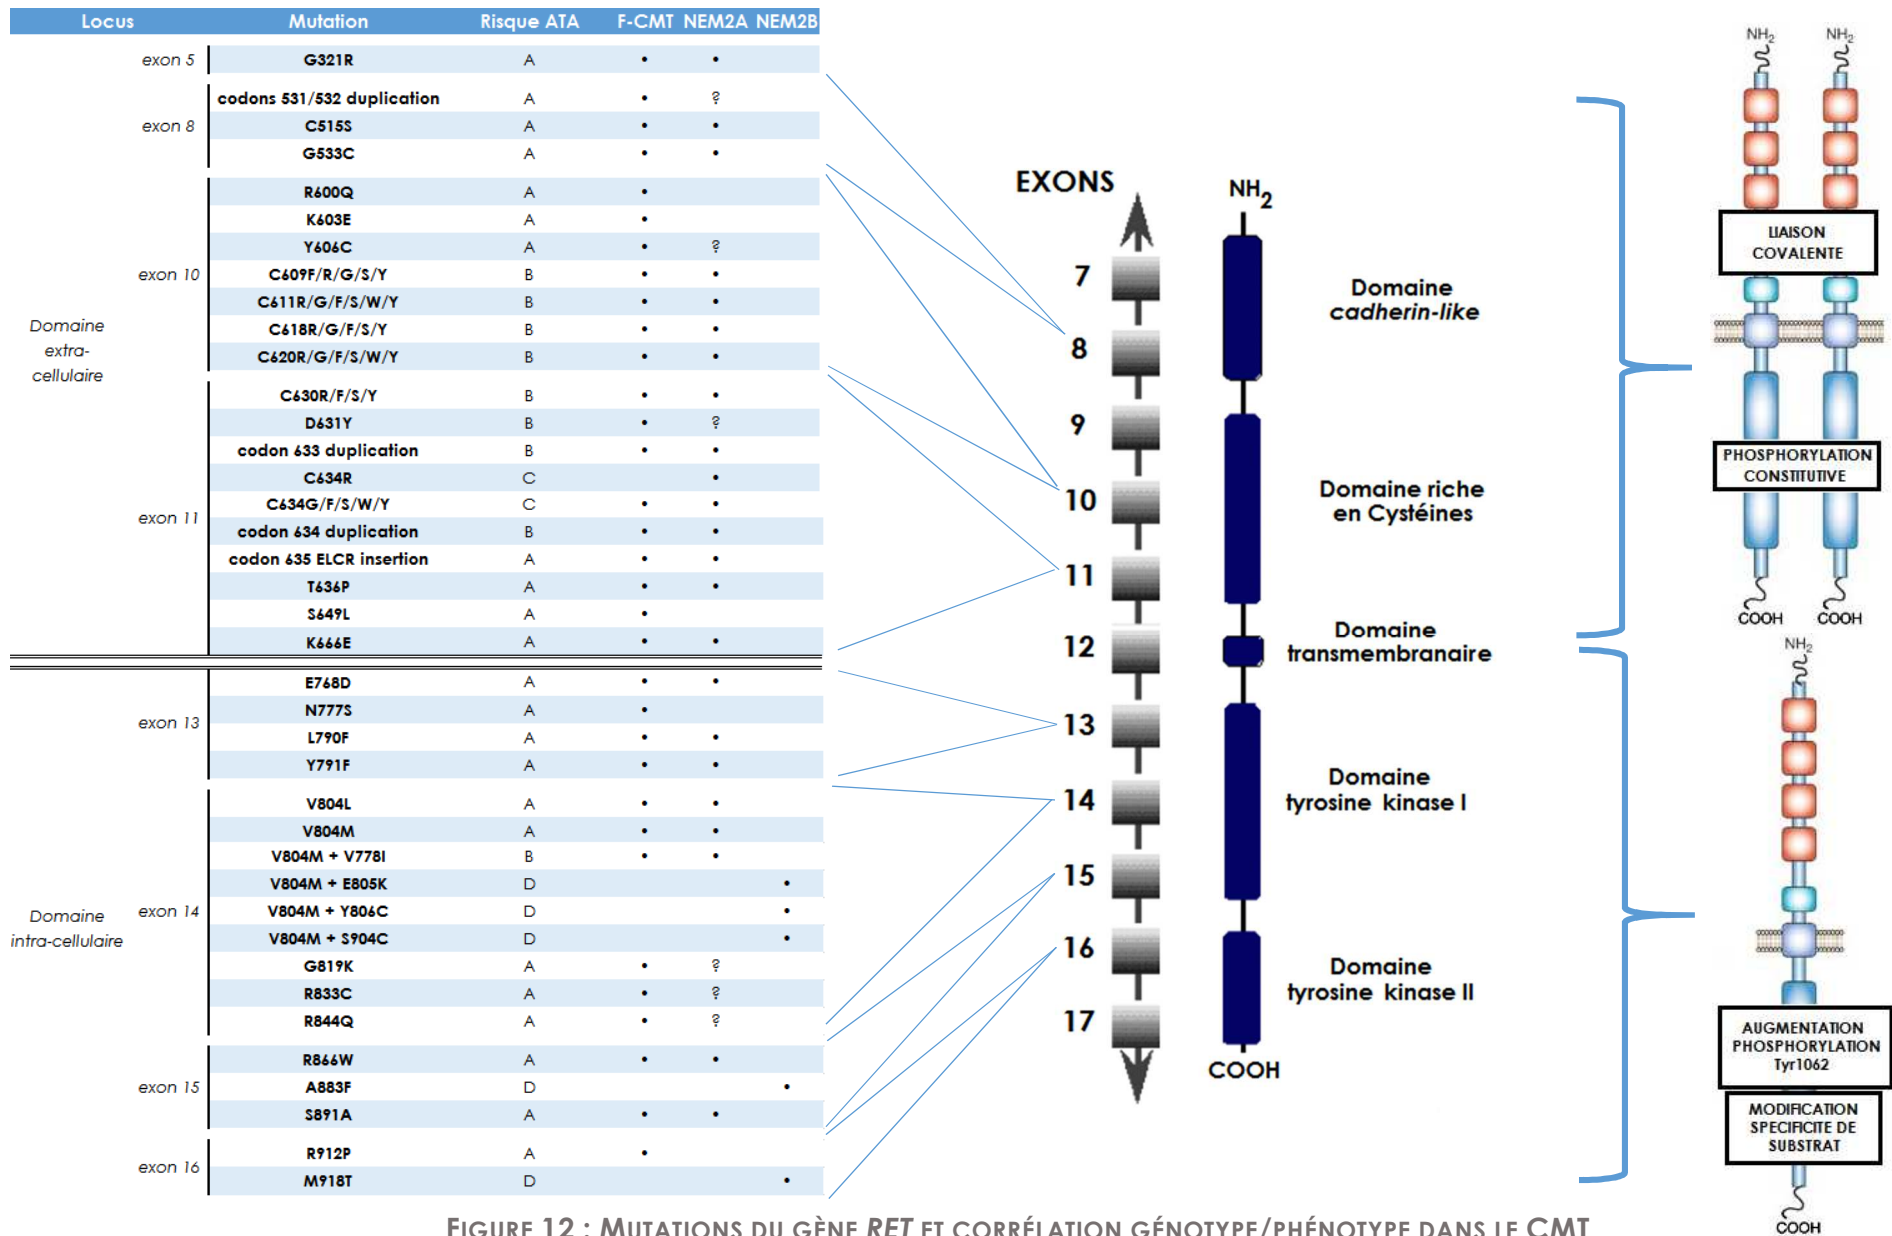 Locus Mutation Risque ATA F-CMT NEM2A NEM2B
exon 5 G321R A • •
codons 531/532 duplication A • ?
exon 8 C515S A • •
G533C A • •
R600Q A •
K603E A •
Y606C A • ?
exon 10 C609F/R/G/S/Y B • •
C611R/G/F/S/W/Y B • •
C618R/G/F/S/Y B • •
C620R/G/F/S/W/Y B • •
Domaine
extra-
cellulaire
C630R/F/S/Y B • •
D631Y B • ?
codon 633 duplication B • •
C634R C •
C634G/F/S/W/Y C • •
exon 11
codon 634 duplication B • •
codon 635 ELCR insertion A • •
T636P A • •
S649L A •
K666E A • •
E768D A • •
N777S A •
exon 13
L790F A • •
Y791F A • •
V804L A • •
V804M A • •
V804M + V778I B • •
V804M + E805K D •
exon 14 V804M + Y806C D •
V804M + S904C D •
Domaine
intra-cellulaire
G819K A • ?
R833C A • ?
R844Q A • ?
R866W A • •
exon 15 A883F D •
S891A A • •
R912P A •
exon 16
M918T D •
EXONS
7
8
9
10
11
12
13
14
15
16
17
NH2
Domaine
cadherin-like
Domaine riche
en Cystéines
Domaine
transmembranaire
Domaine
tyrosine kinase I
Domaine
tyrosine kinase II
COOH
NH2 NH2
LIAISON
COVALENTE
PHOSPHORYLATION
CONSTITUTIVE
COOH COOH
NH2
AUGMENTATION
PHOSPHORYLATION
Tyr1062
MODIFICATION
SPECIFICITE DE
SUBSTRAT
COOH
FIGURE 12 : MUTATIONS DU GÈNE RET ET CORRÉLATION GÉNOTYPE/PHÉNOTYPE DANS LE CMT